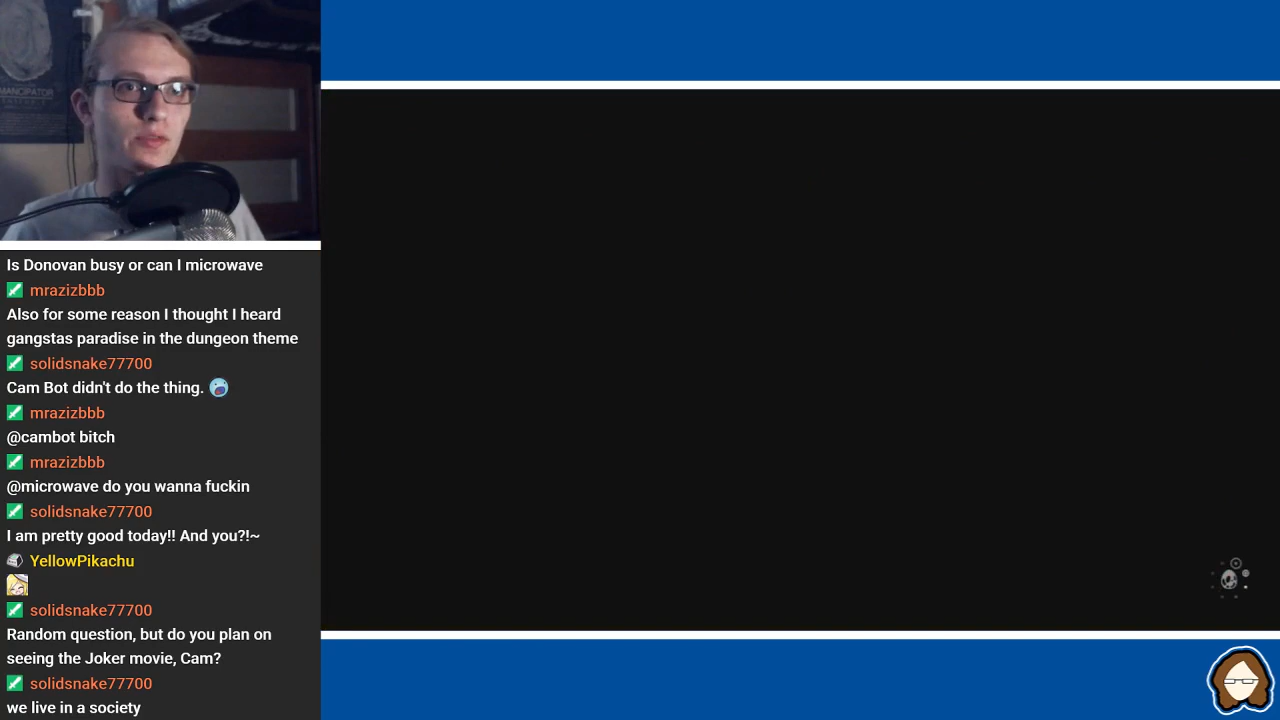 MANCIPATOR
Is Donovan busy or can I microwave
mrazizbbb
Also for some reason I thought I heard
gangstas paradise in the dungeon theme
solidsnake77700
Cam Bot didn't do the thing.
mrazizbbb
@cambot bitch
mrazizbbb
@microwave do you wanna fuckin
solidsnake77700
I am pretty good today!! And you?!~
YellowPikachu
solidsnake77700
Random question, but do you plan on
seeing the Joker movie, Cam?
solidsnake77700
we live in a society